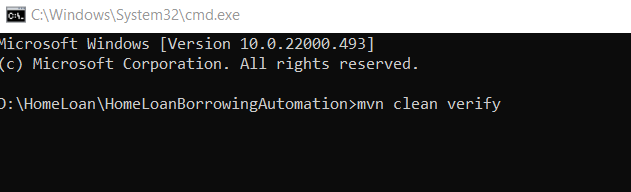 C:\Windows\System32\cmd.exe
Microsoft Windows [Version 10.0.22000.493]
(c) Microsoft Corporation. All rights reserved.
D:\HomeLoan\HomeLoanBorrowingAutomation>mvn clean verify